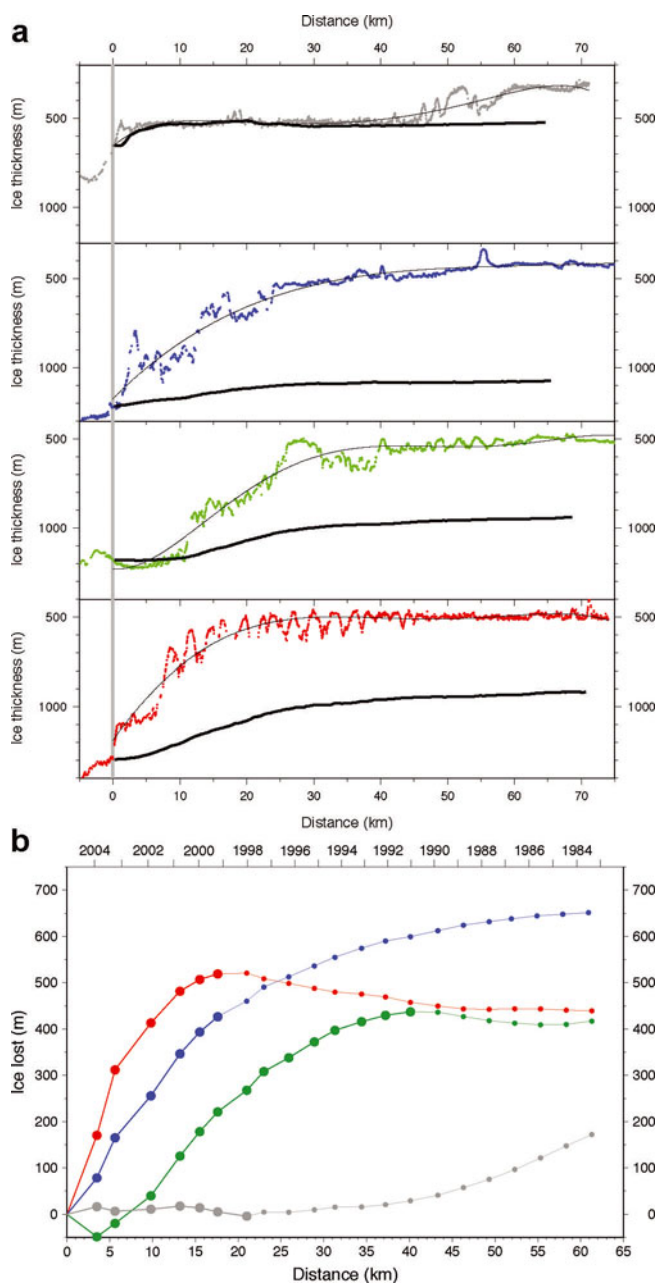 a
Distance (km)
0 10 20 30 40 50 60 70
Ice thickness (m)
500 500
1000 1000
Ice thickness (m)
500 500
1000 1000
Ice thickness (m)
500 500
1000 1000
Ice thickness (m)
500 500
1000 1000
0 10 20 30 40 50 60 70
Distance (km)
b
2004 2002 2000 1998 1996 1994 1992 1990 1988 1986 1984
Ice lost (m)
700 700
600 600
500 500
400 400
300 300
200 200
100 100
0 0
0 5 10 15 20 25 30 35 40 45 50 55 60 65
Distance (km)